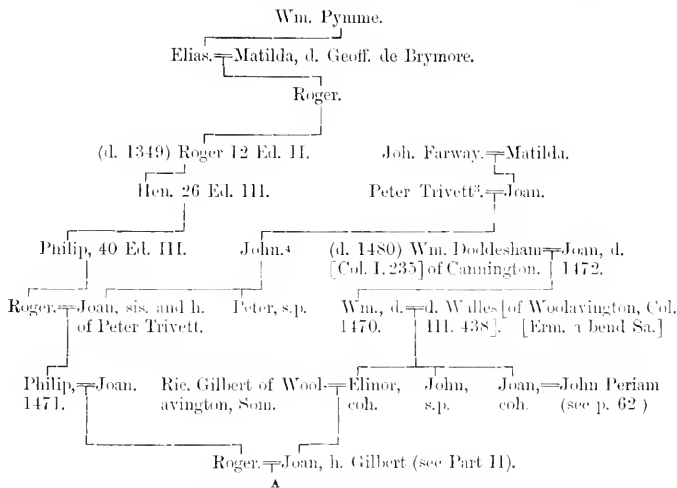 Wm. Pymme.
Elias. Matilda, d. Geoff. de Brymore.
Roger.
(d. 1349) Roger 12 Ed. II. Joh. Farway. Matilda.
Hen. 26 Ed. III. Peter Trivett³. Joan.
Philip, 40 Ed. III. John.⁴ (d. 1480) Wm. Doddesham Joan, d.
[Col. I. 235] of Cannington. 1472.
Roger. Joan, sis. and h. Peter, s.p. Wm., d. d. W dles [of Woolavington, Col.
of Peter Trivett. 1470. III. 438]. [Erm. a bend Sa.]
Philip, Joan. Ric. Gilbert of Wool- Elinor, John, Joan, John Periam
1471. avington, Som. coh. s.p. coh. (see p. 62 )
Roger. Joan, h. Gilbert (see Part II).
A